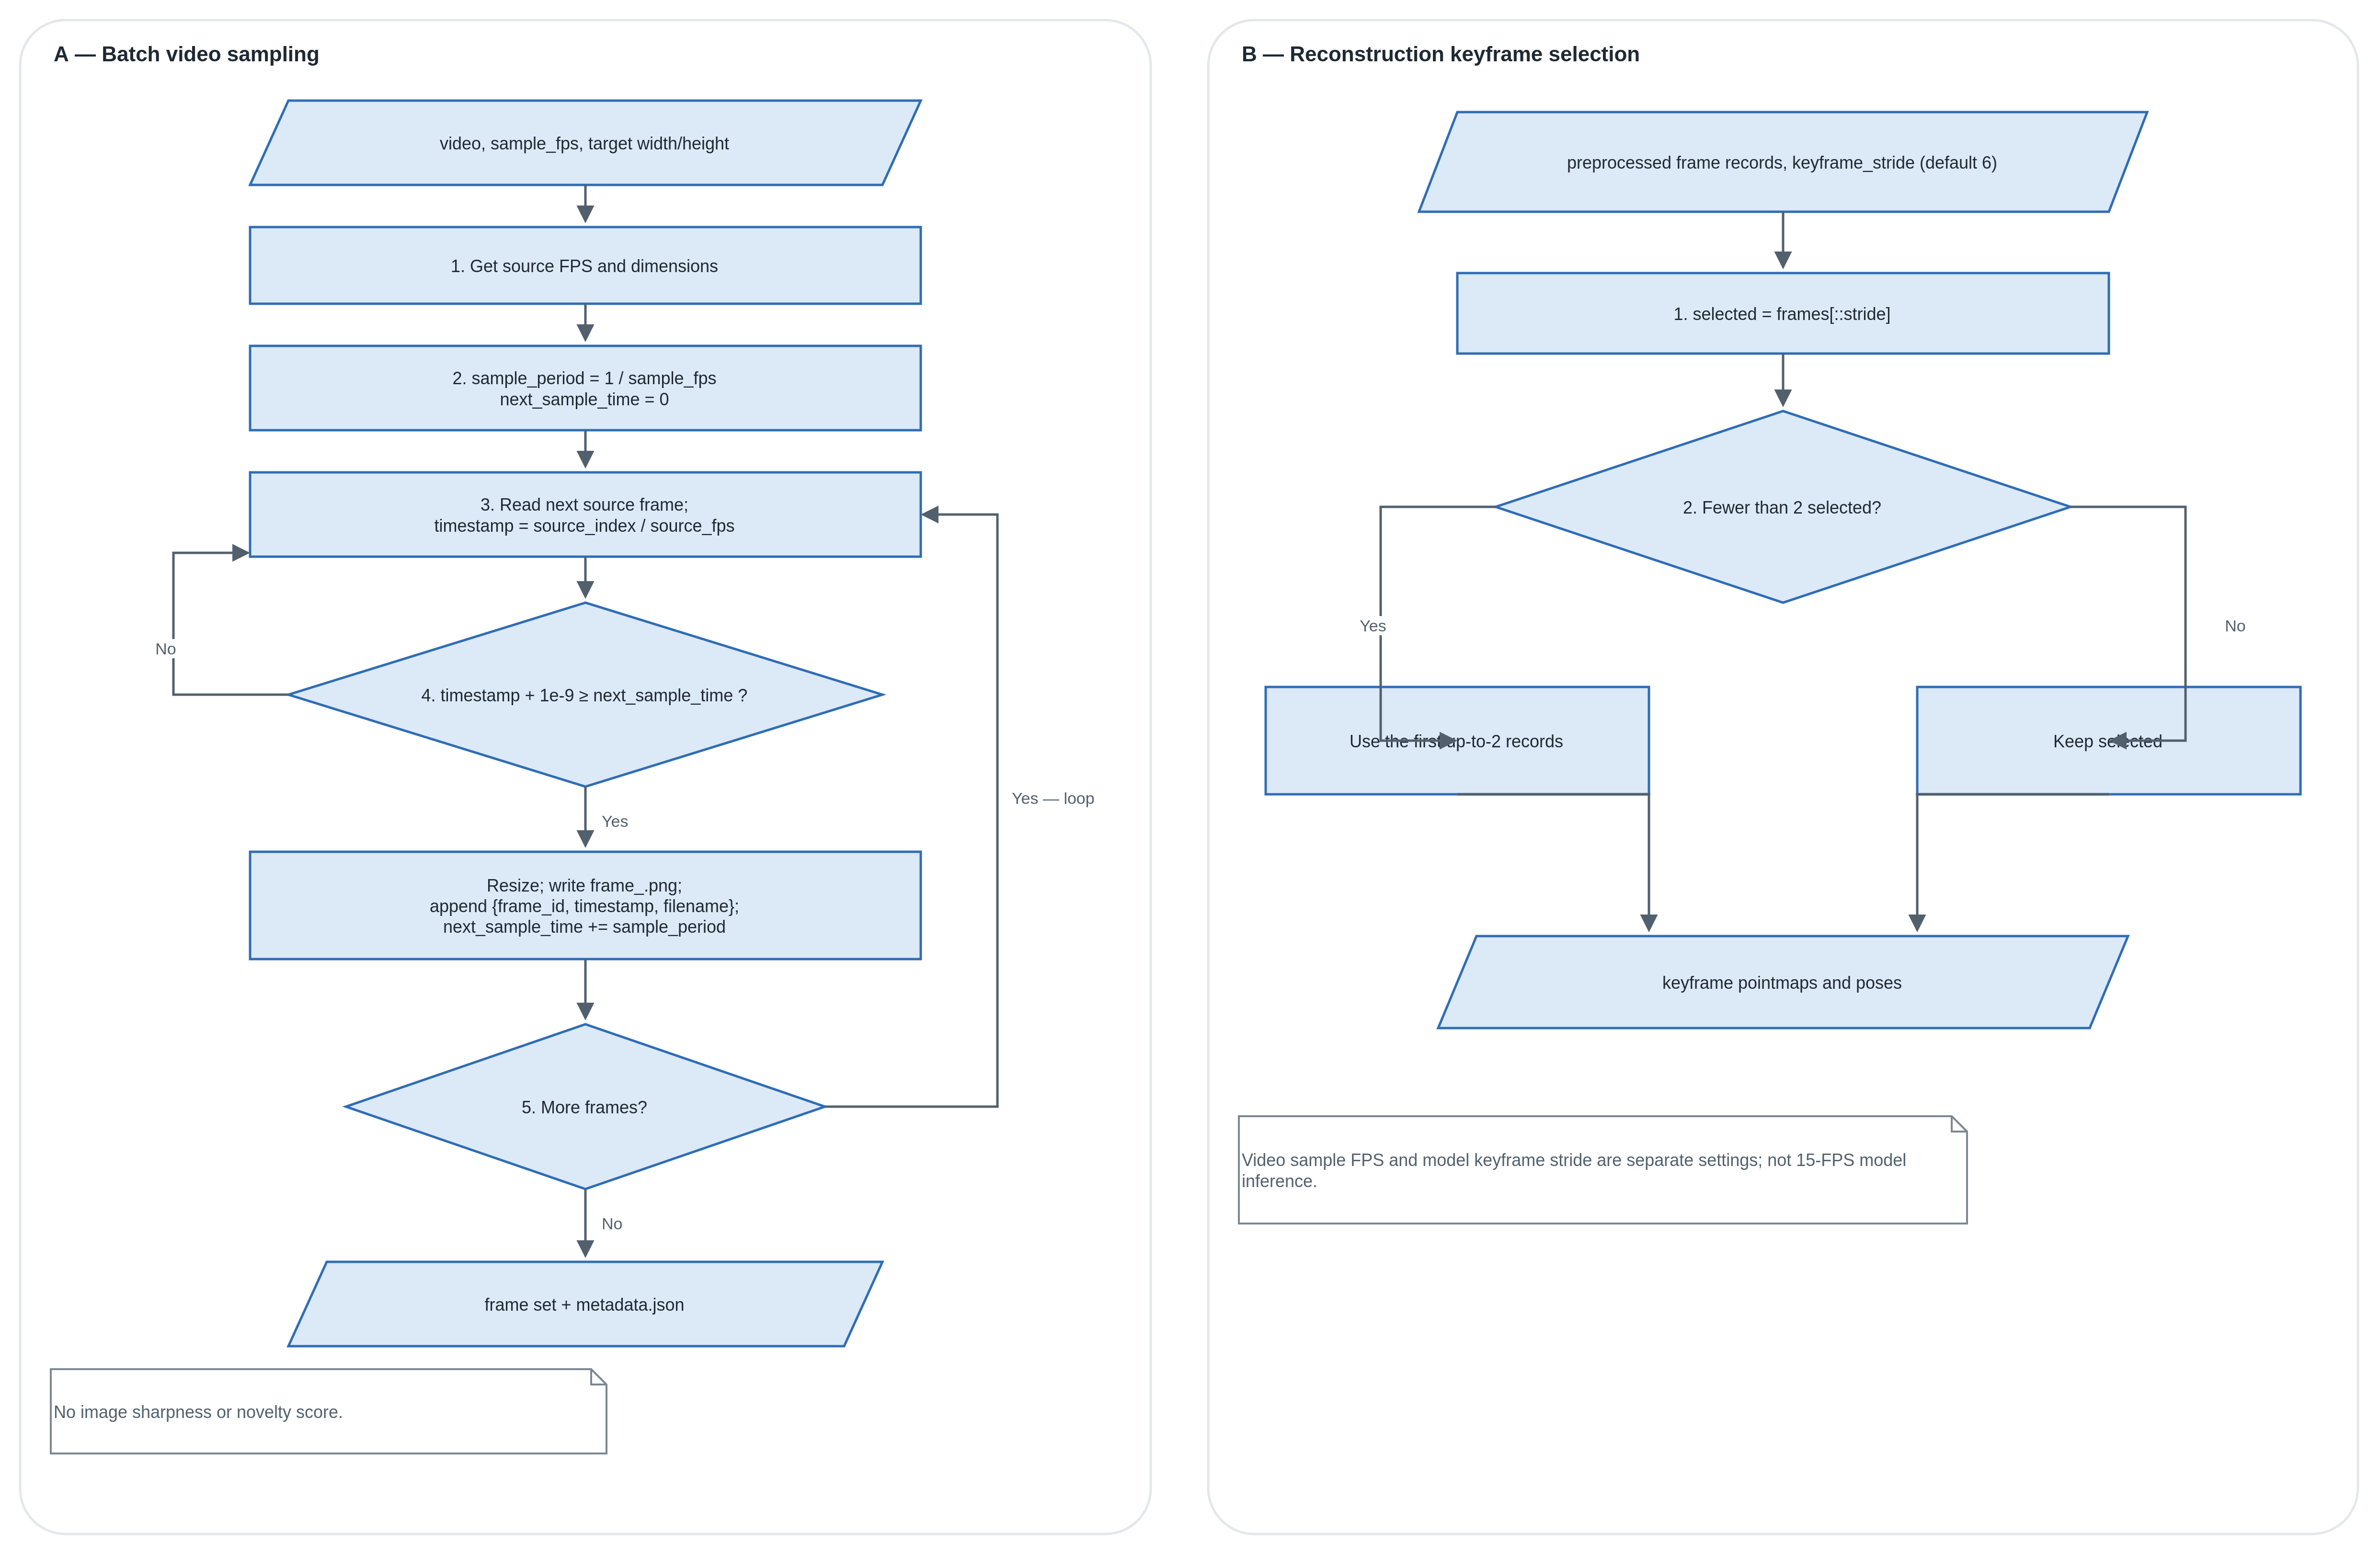 A — Batch video sampling
video, sample_fps, target width/height
1. Get source FPS and dimensions
2. sample_period = 1 / sample_fps
next_sample_time = 0
3. Read next source frame;
timestamp = source_index / source_fps
No
4. timestamp + 1e-9 ≥ next_sample_time ?
Yes — loop
Yes
Resize; write frame_.png;
append {frame_id, timestamp, filename};
next_sample_time += sample_period
5. More frames?
No
frame set + metadata.json
No image sharpness or novelty score.
B — Reconstruction keyframe selection
preprocessed frame records, keyframe_stride (default 6)
1. selected = frames[::stride]
2. Fewer than 2 selected?
Yes
No
Use the first up-to-2 records
Keep selected
keyframe pointmaps and poses
Video sample FPS and model keyframe stride are separate settings; not 15-FPS model
inference.